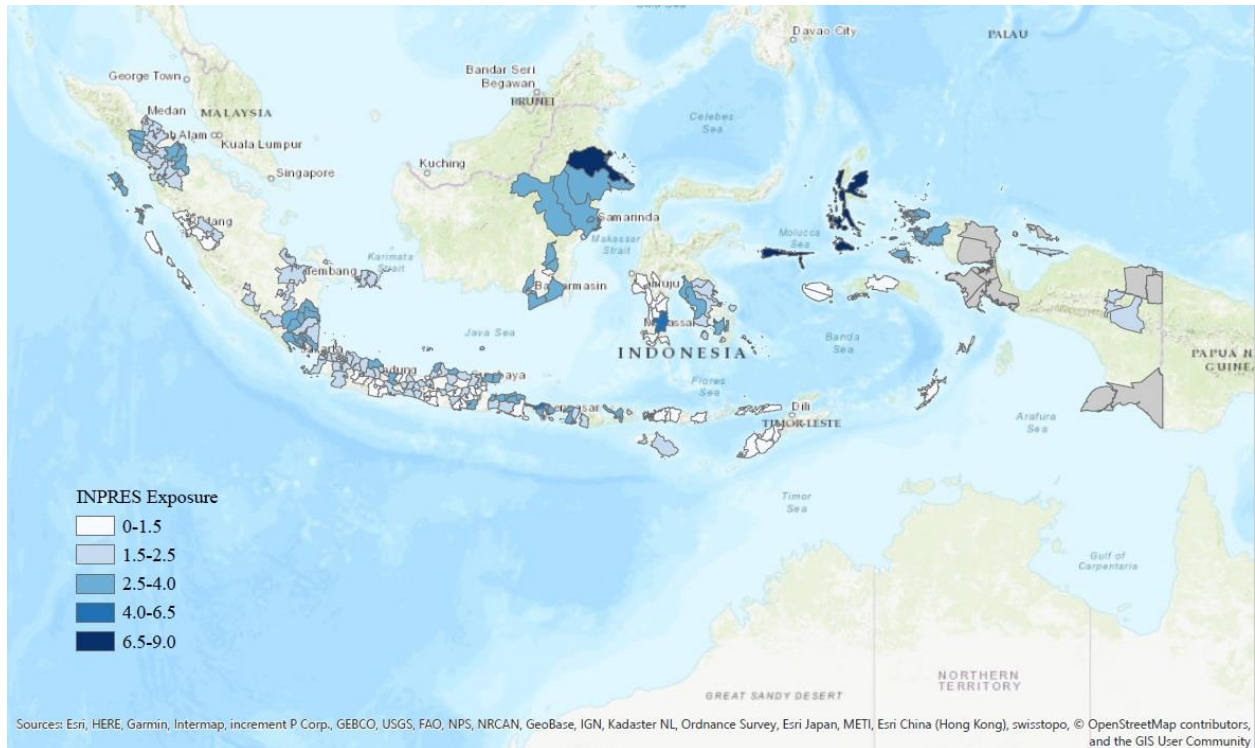 Davao City
PALAU
George Town
Bandar Seri
Begawan
BRUNEI
Medan
MALAYSIA
Celebes
Sea
Alam
Kuala Lumpur
Kuching
Singapore
Samarinda
Makassar
Strait
Molucca
Sea
Karimata
Strait
Java Sea
INDONESIA
Banda
Sea
PAPUA N
GUINE
Flores
Sea
Dili
TIMOR-LESTE
Arafura
Sea
INPRES Exposure
0-1.5
1.5-2.5
2.5-4.0
4.0-6.5
6.5-9.0
Timor
Sea
Gulf of
Carpentaria
NORTHERN
TERRITORY
GREAT SANDY DESERT
Sources: Esri, HERE, Garmin, Intermap, increment P Corp., GEBCO, USGS, FAO, NPS, NRCAN, GeoBase, IGN, Kadaster NL, Ordnance Survey, Esri Japan, METI, Esri China (Hong Kong), swisstopo, © OpenStreetMap contributors,
and the GIS User Community